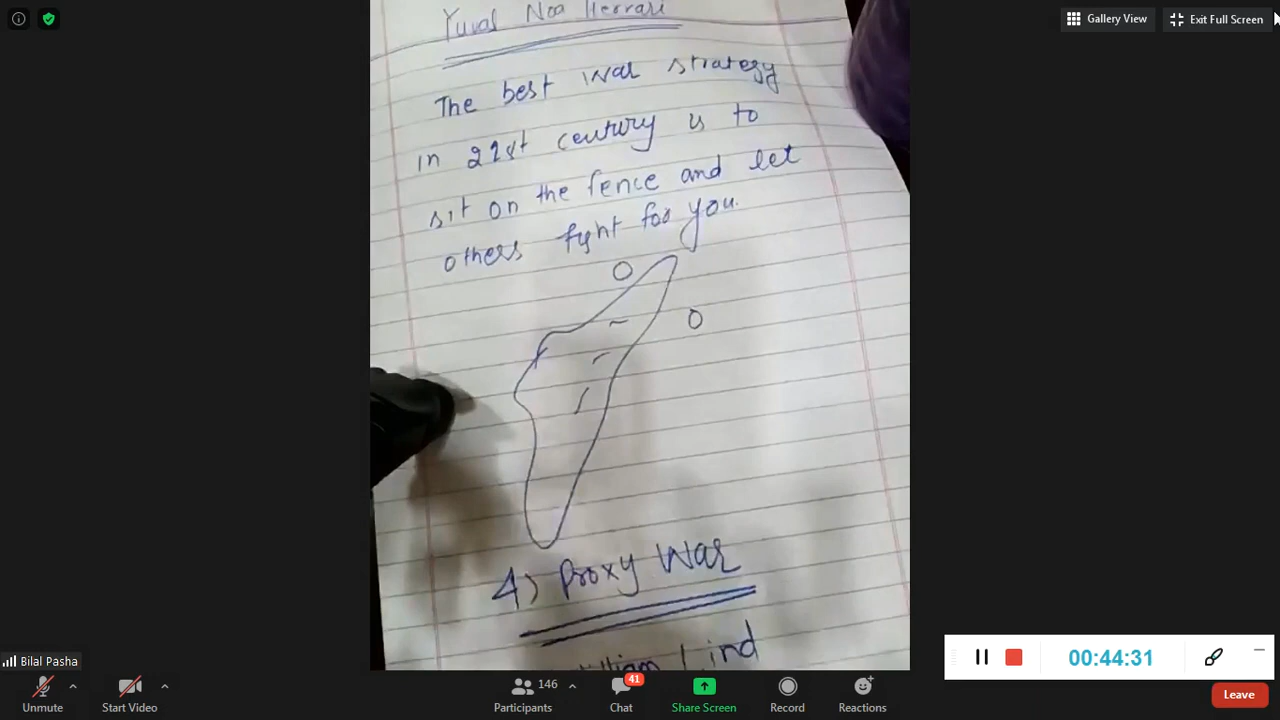 Gallery View
Exit Full Screen
Yuval Noa Herrari
The best war strategy
in 21st century is to
sit on the fence and let
others fight for you.
4) Proxy War
William Lind
Bilal Pasha
00:44:31
Unmute
Start Video
146
Participants
41
Chat
Share Screen
Record
Reactions
Leave